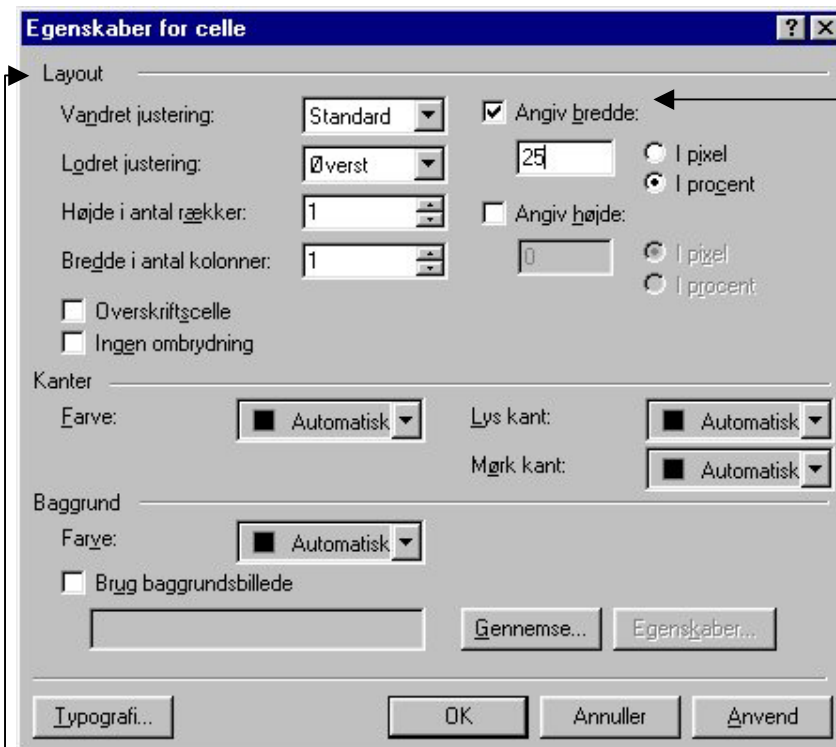 Egenskaber for celle
Layout
Vandret justering: Standard
Angiv bredde:
Lodret justering: Øverst
25
I pixel
I procent
Højde i antal rækker: 1
Angiv højde:
Bredde i antal kolonner: 1
0
I pixel
I procent
Overskriftscelle
Ingen ombrydning
Kanter
Farve: Automatisk
Lys kant: Automatisk
Mørk kant: Automatisk
Baggrund
Farve: Automatisk
Brug baggrundsbillede
Gennemse... Egenskaber...
Typografi... OK Annuller Anvend